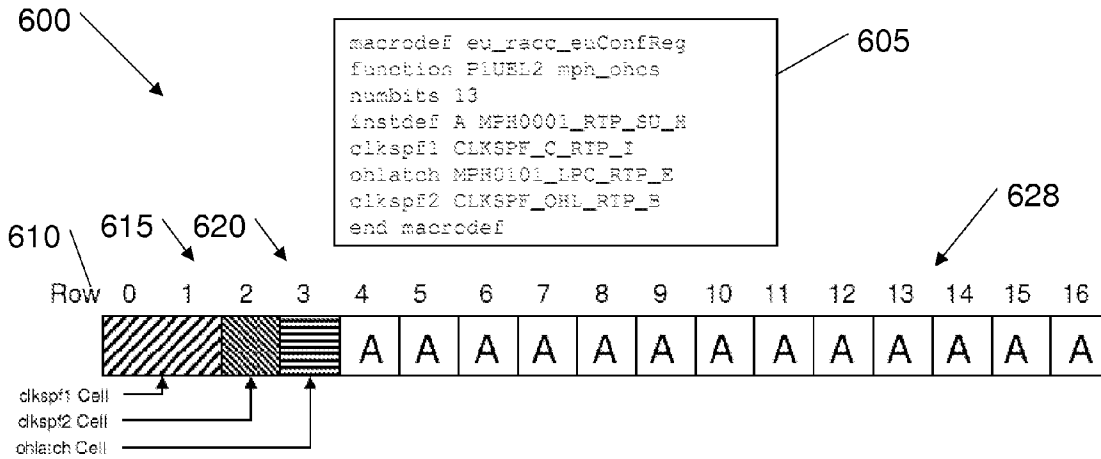 600
macrodef eu_racc_euConfReg
function P1UEL2 mph_ohcs
numbits 13
instdef A MPH0001_RTP_SU_H
clkspf1 CLKSPF_C_RTP_I
ohlatch MPH0101_LPC_RTP_E
clkspf2 CLKSPF_OHL_RTP_B
end macrodef
605
610
615
620
628
Row 0 1 2 3 4 5 6 7 8 9 10 11 12 13 14 15 16
A A A A A A A A A A A A A
clkspf1 Cell
clkspf2 Cell
ohlatch Cell